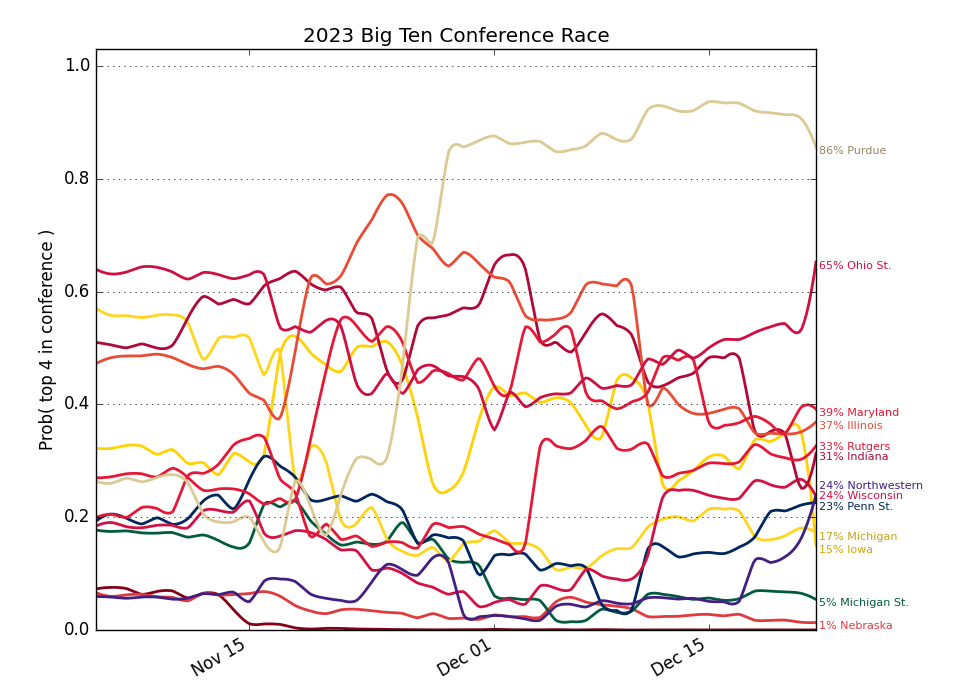 2023 Big Ten Conference Race
Prob( top 4 in conference )
1.0
0.8
0.6
0.4
0.2
0.0
Nov 15
Dec 01
Dec 15
86% Purdue
65% Ohio St.
39% Maryland
37% Illinois
33% Rutgers
31% Indiana
24% Northwestern
24% Wisconsin
23% Penn St.
17% Michigan
15% Iowa
5% Michigan St.
1% Nebraska